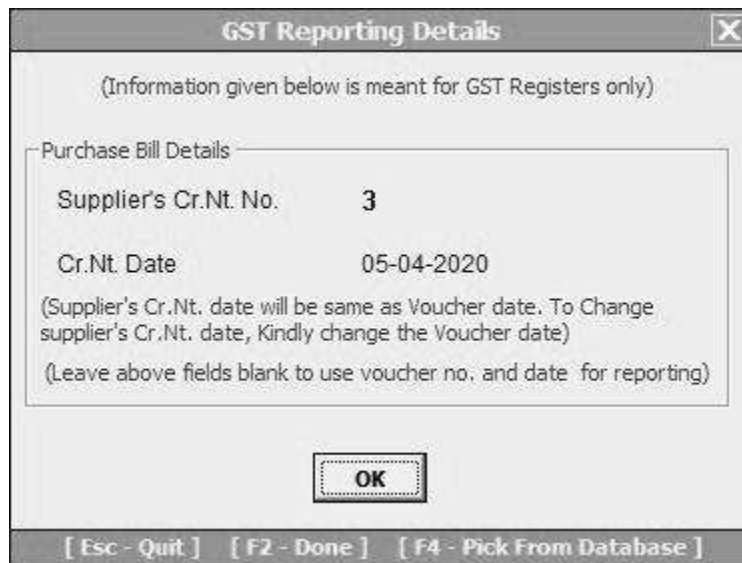 GST Reporting Details
(Information given below is meant for GST Registers only)
Purchase Bill Details
Supplier's Cr.Nt. No. 3
Cr.Nt. Date 05-04-2020
(Supplier's Cr.Nt. date will be same as Voucher date. To Change
supplier's Cr.Nt. date, Kindly change the Voucher date)
(Leave above fields blank to use voucher no. and date for reporting)
OK
[ Esc - Quit ] [ F2 - Done ] [ F4 - Pick From Database ]